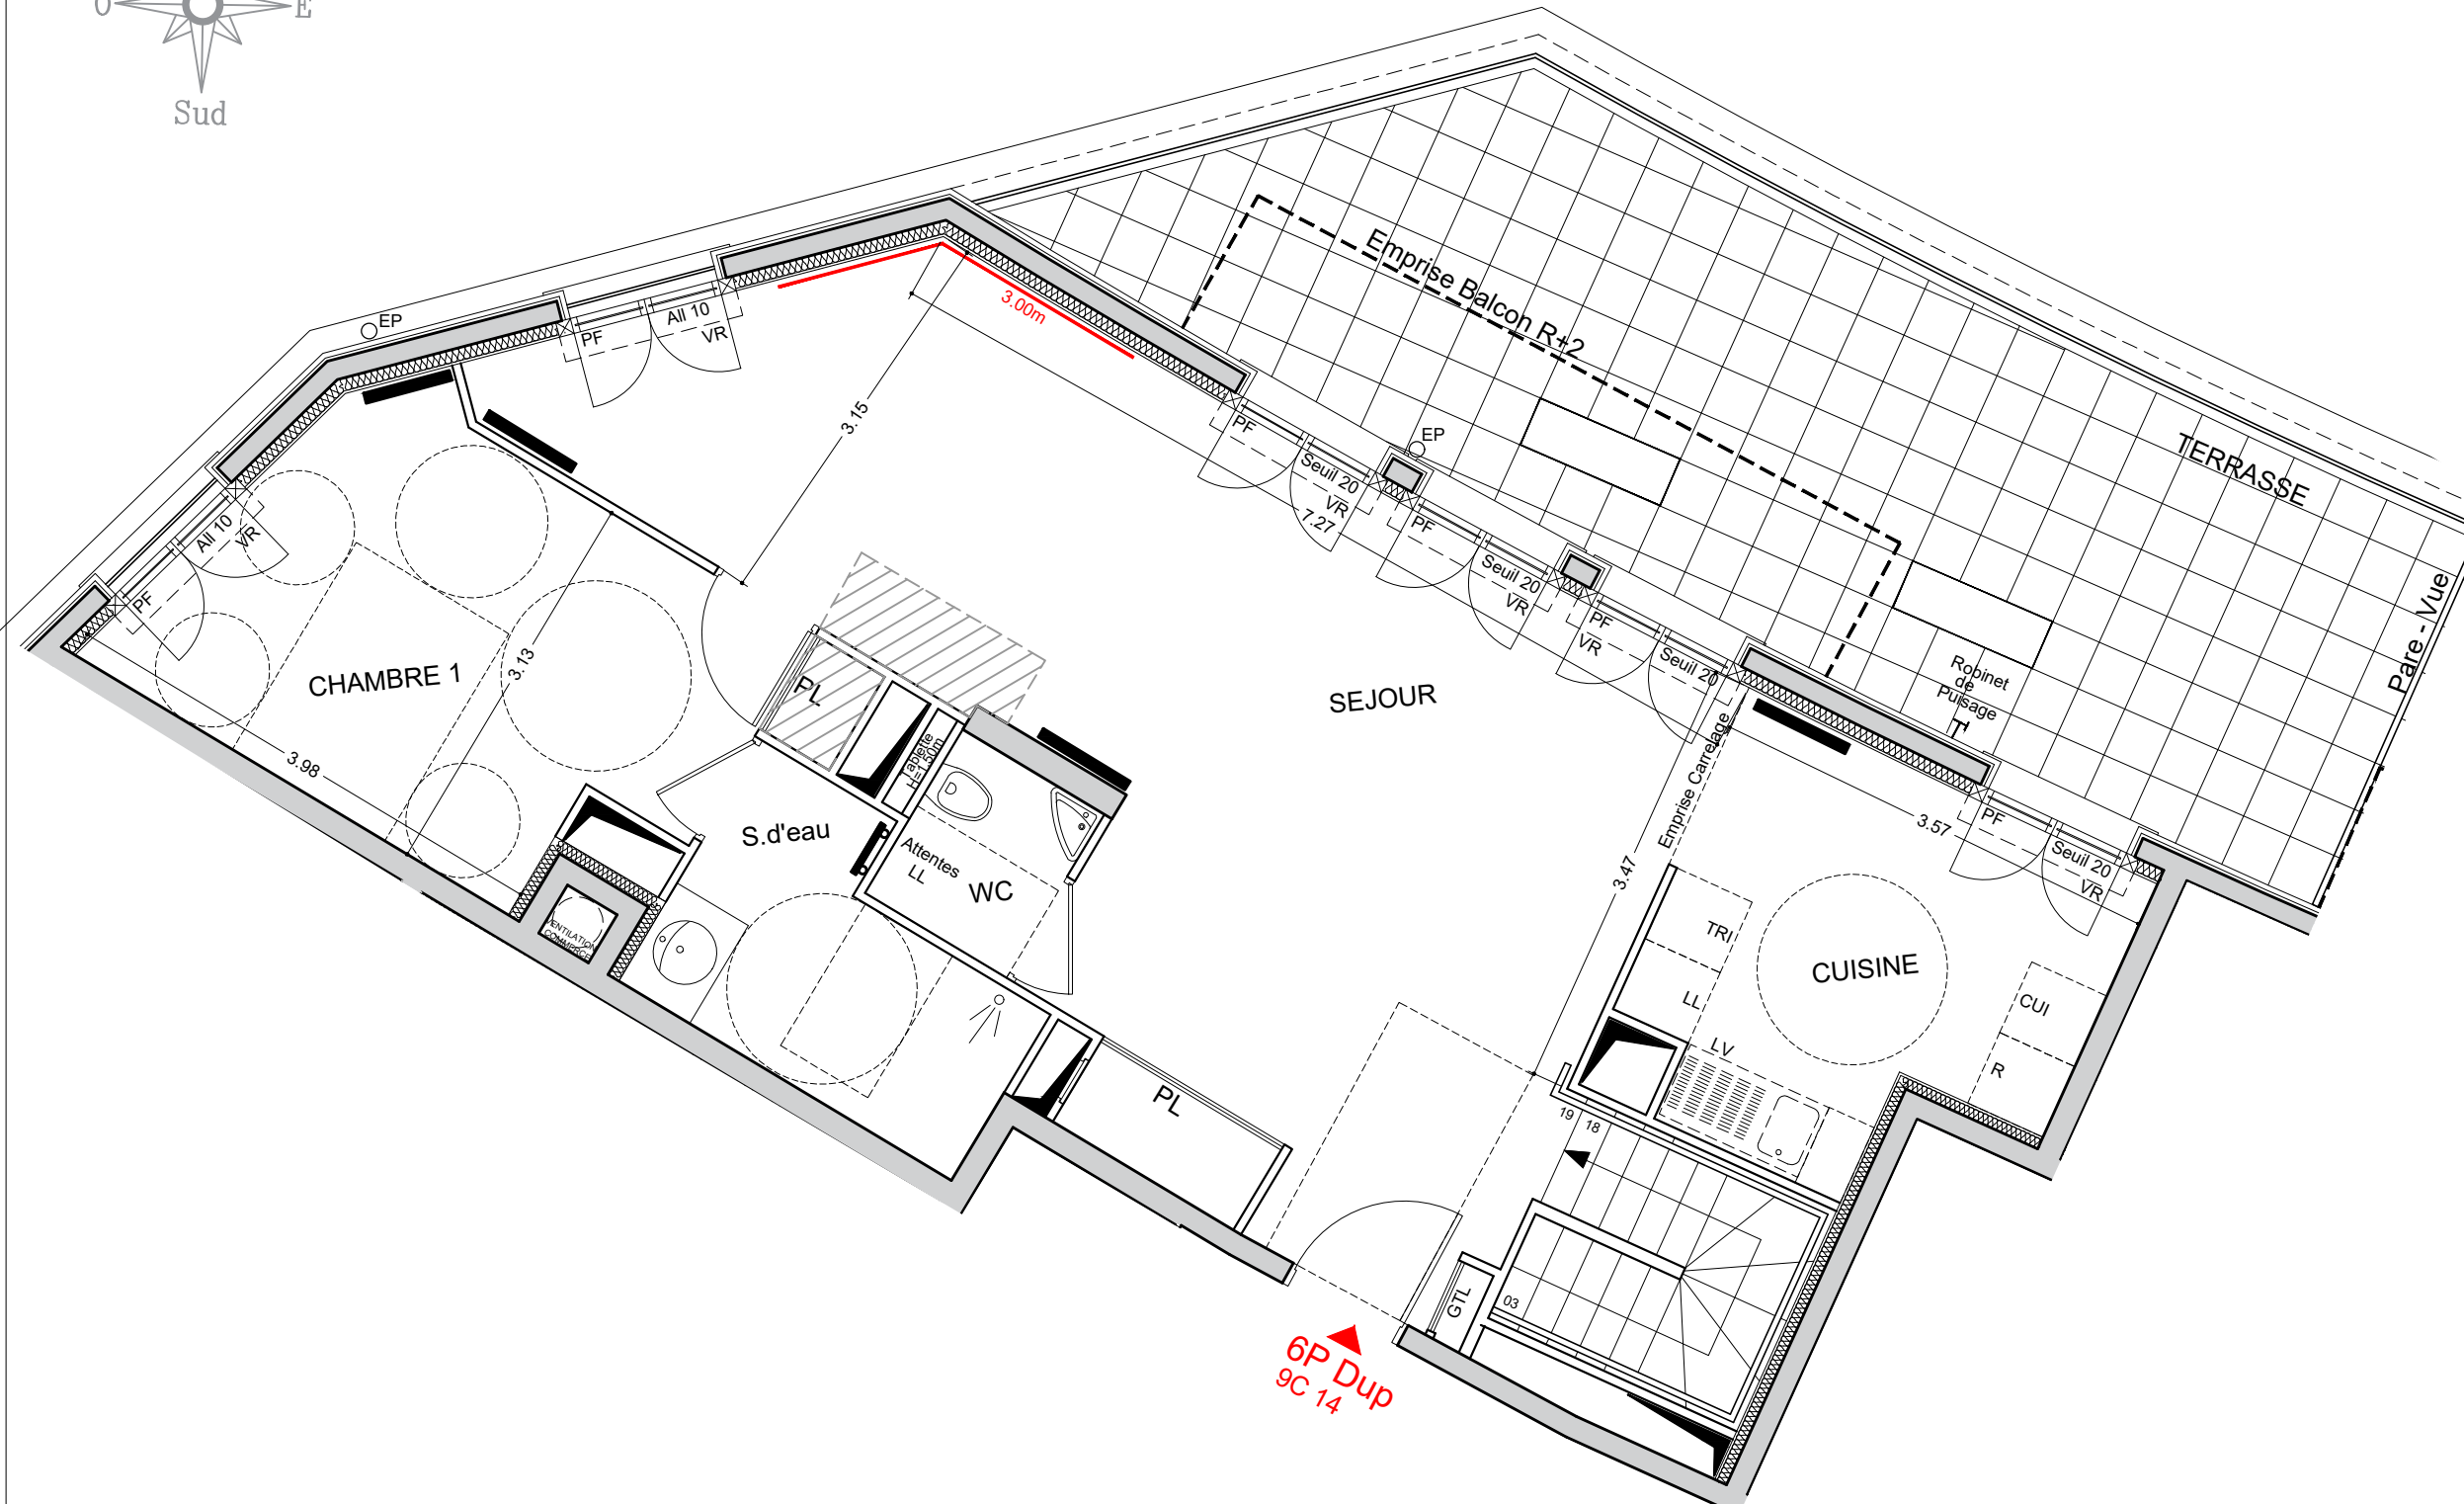 O
E
Sud
EP
PF
All 10
VR
3.00m
3.15
Emprise Balcon R+2
TERRASSE
Pare - Vue
All 10
VR
PF
CHAMBRE 1
3.13
3.98
PF
Seuil 20
VR
7.27
EP
PF
Seuil 20
VR
PF
VR
Seuil 20
Robinet
de
Puisage
SEJOUR
PL
Tablette
H=1.50m
S.d'eau
Attentes
LL
WC
VENTILATION
COMMERCE
Emprise Carrelage
3.47
3.57
PF
Seuil 20
VR
TRI
LL
LV
CUISINE
CUI
R
PL
19
18
03
GTL
6P Dup
9C 14